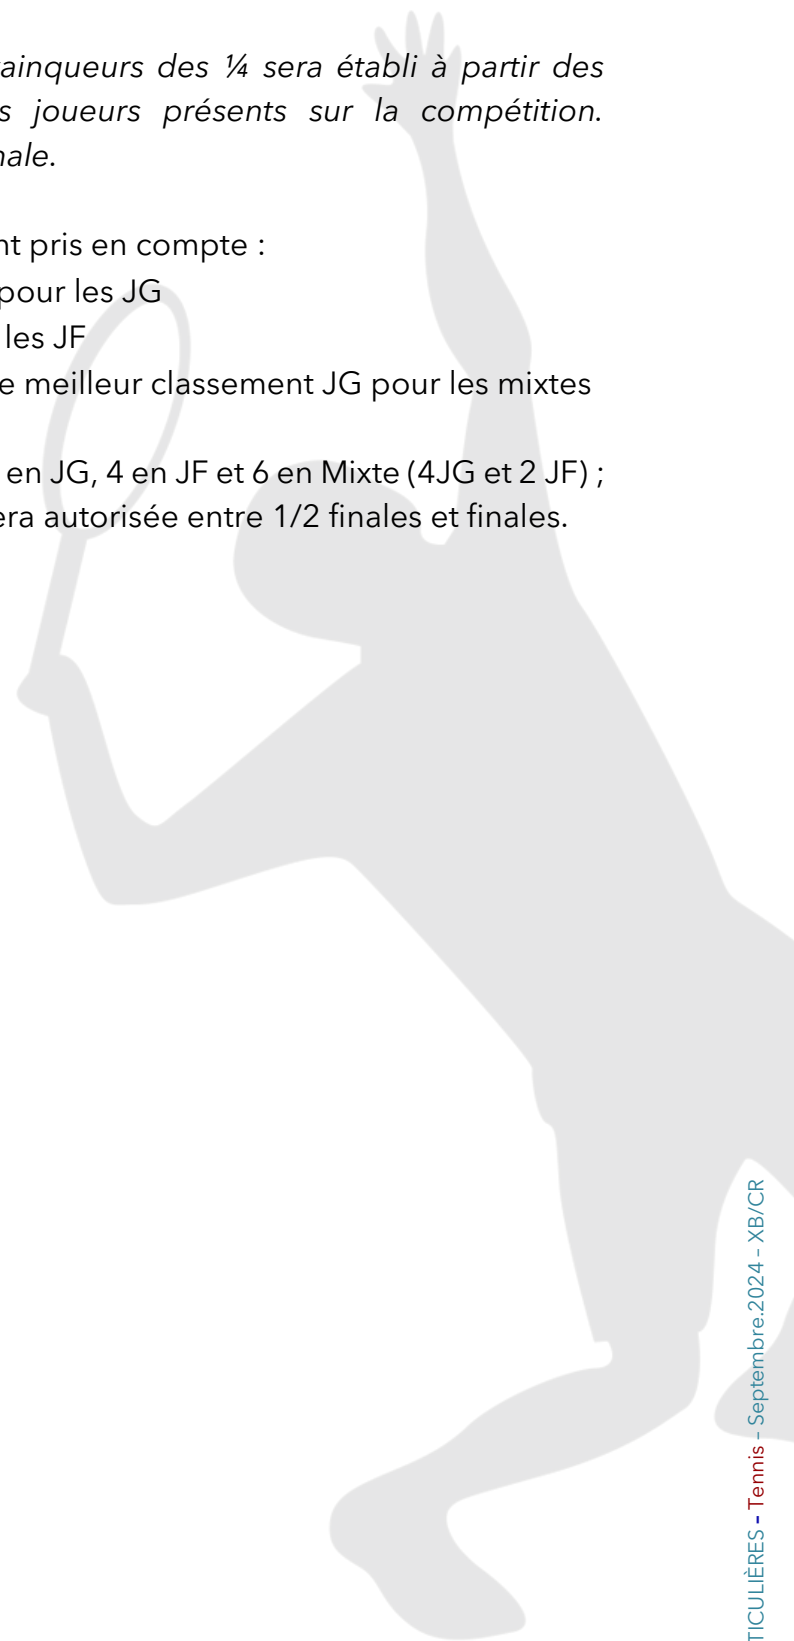 ainqueurs des ¼ sera établi à partir des
s joueurs présents sur la compétition.
nale.
nt pris en compte :
pour les JG
les JF
e meilleur classement JG pour les mixtes
en JG, 4 en JF et 6 en Mixte (4JG et 2 JF) ;
era autorisée entre 1/2 finales et finales.
TICULIÈRES - Tennis - Septembre.2024 - XB/CR